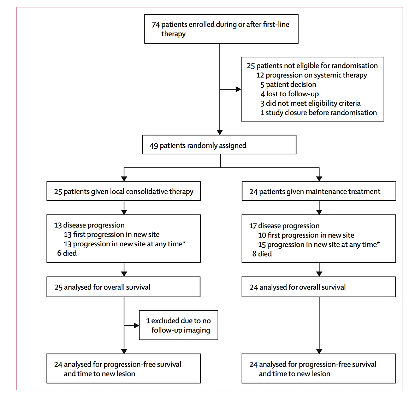 74 patients enrolled during or after first-line
therapy
25 patients not eligible for randomisation
12 progression on systemic therapy
5 patient decision
4 lost to follow-up
3 did not meet eligibility criteria
1 study closure before randomisation
49 patients randomly assigned
25 patients given local consolidative therapy
24 patients given maintenance treatment
13 disease progression
13 first progression in new site
13 progression in new site at any time*
6 died
17 disease progression
10 first progression in new site
15 progression in new site at any time*
8 died
25 analysed for overall survival
24 analysed for overall survival
1 excluded due to no
follow-up imaging
24 analysed for progression-free survival
and time to new lesion
24 analysed for progression-free survival
and time to new lesion